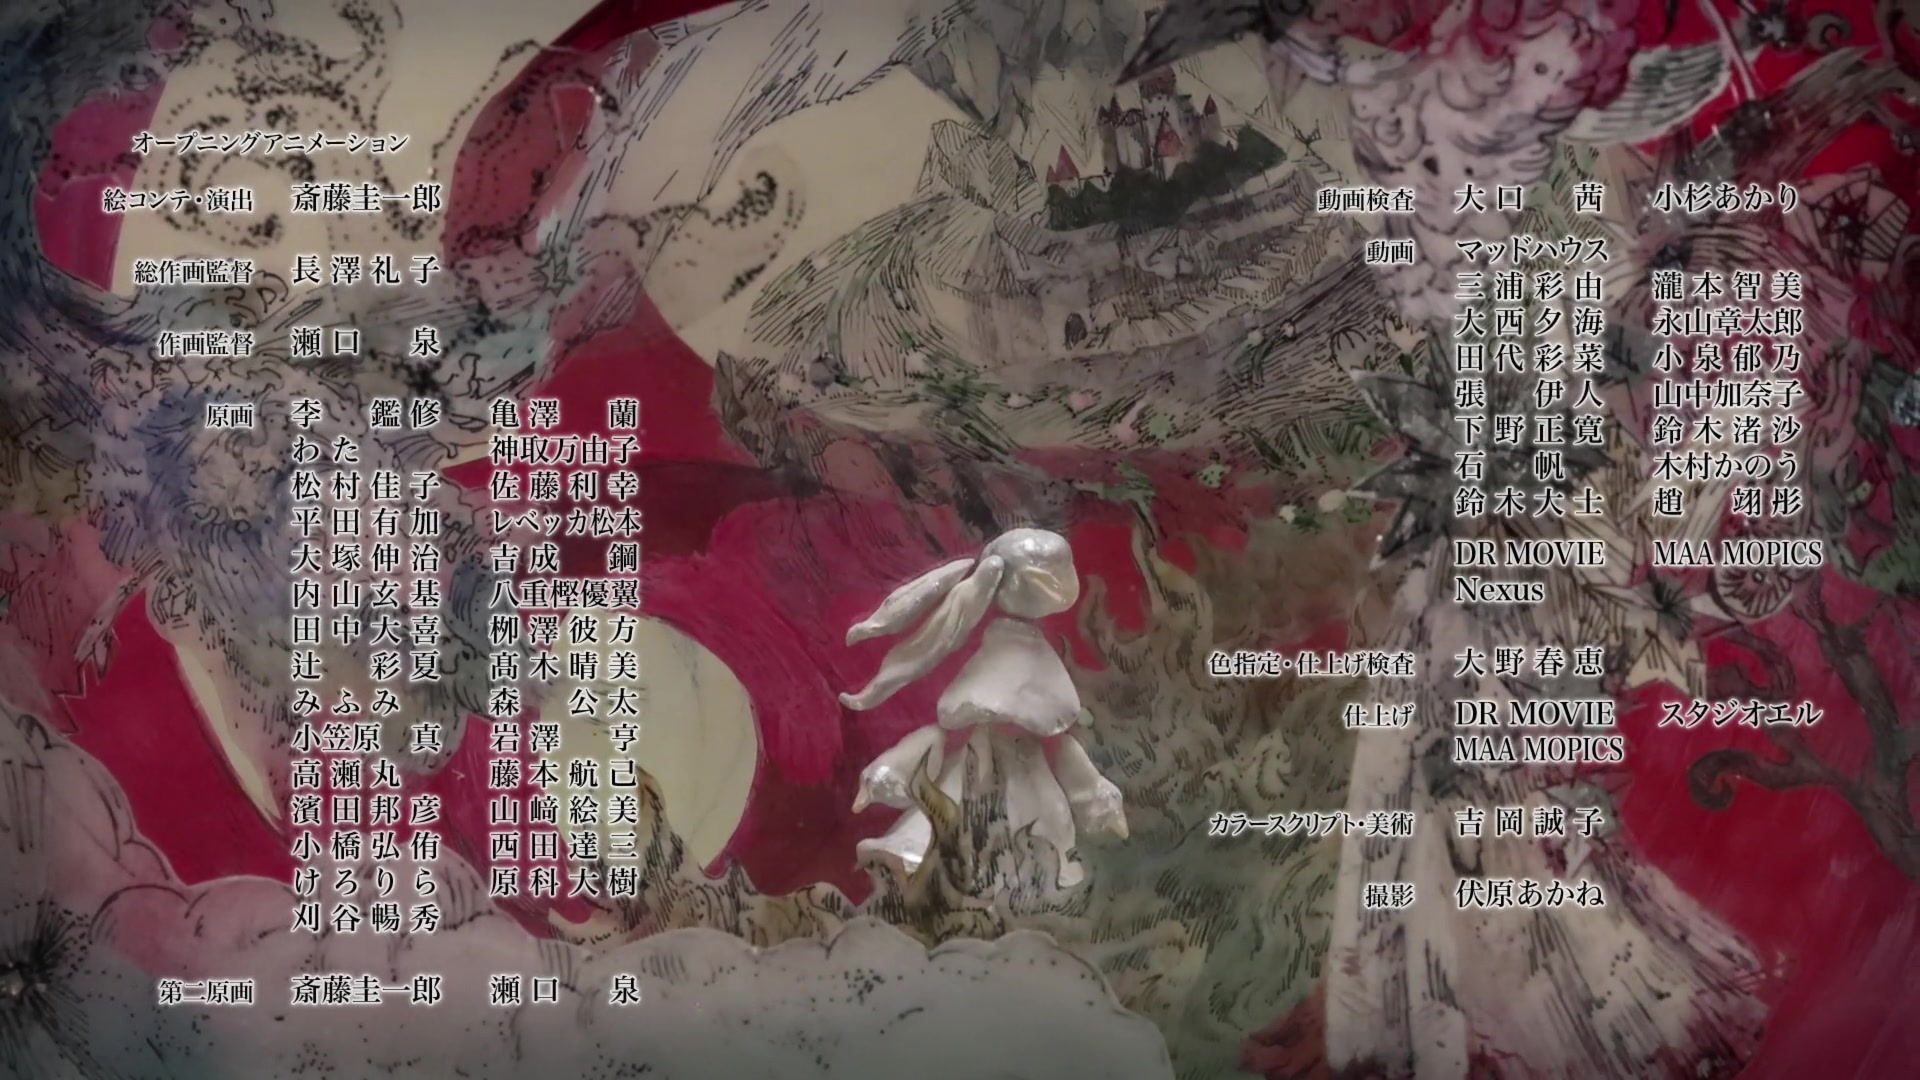 オープニングアニメーション
絵コンテ・演出 斎藤圭一郎
総作画監督 長澤礼子
作画監督 瀬口 泉
原画 李 鑑修 亀澤 蘭
わた 神取万由子
松村佳子 佐藤利幸
平田有加 レベッカ松本
大塚伸治 吉成 鋼
内山玄基 八重樫優翼
田中大喜 栁澤彼方
辻 彩夏 髙木晴美
みふみ 森 公太
小笠原 真 岩澤 亨
高瀬丸 藤本航己
濱田邦彦 山﨑絵美
小橋弘侑 西田達三
けろりら 原科大樹
刈谷暢秀
第二原画 斎藤圭一郎 瀬口 泉
動画検査 大口 茜 小杉あかり
動画 マッドハウス
三浦彩由 瀧本智美
大西夕海 永山章太郎
田代彩菜 小泉郁乃
張 伊人 山中加奈子
下野正寛 鈴木渚沙
石 帆 木村かのう
鈴木大士 趙 翊彤
DR MOVIE MAA MOPICS
Nexus
色指定・仕上げ検査 大野春恵
仕上げ DR MOVIE スタジオエル
MAA MOPICS
カラースクリプト・美術 吉岡誠子
撮影 伏原あかね